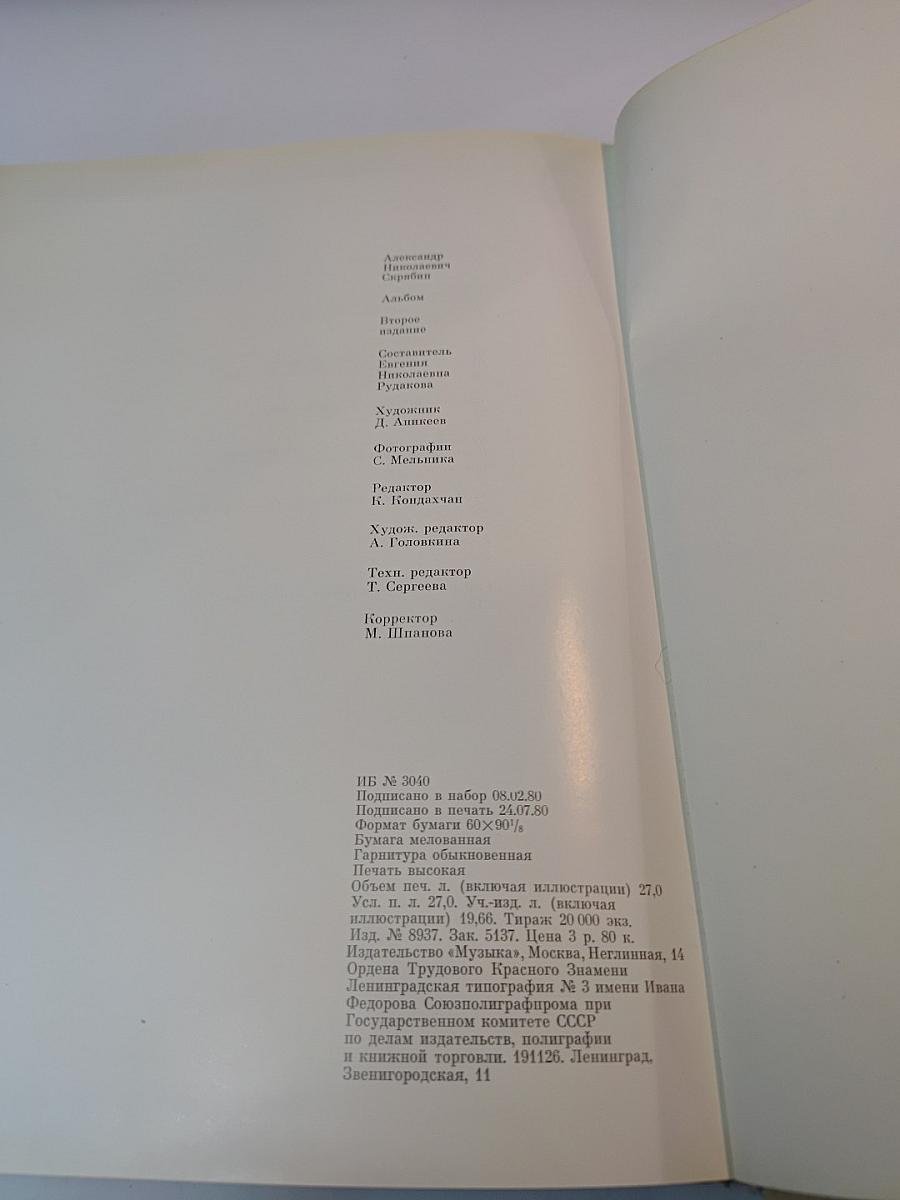 Александр
Николаевич
Скрябин
Альбом
Второе
издание
Составитель
Евгения
Николаевна
Рудакова
Художник
Д. Аникеев
Фотографии
С. Мельника
Редактор
К. Кондахчан
Худож. редактор
А. Головкина
Техн. редактор
Т. Сергеева
Корректор
М. Шпанова
ИБ № 3040
Подписано в набор 08.02.80
Подписано в печать 24.07.80
Формат бумаги 60×90¹/₈
Бумага мелованная
Гарнитура обыкновенная
Печать высокая
Объем печ. л. (включая иллюстрации) 27,0
Усл. п. л. 27,0. Уч.-изд. л. (включая
иллюстрации) 19,66. Тираж 20 000 экз.
Изд. № 8937. Зак. 5137. Цена 3 р. 80 к.
Издательство «Музыка», Москва, Неглинная, 14
Ордена Трудового Красного Знамени
Ленинградская типография № 3 имени Ивана
Федорова Союзполиграфпрома при
Государственном комитете СССР
по делам издательств, полиграфии
и книжной торговли. 191126. Ленинград,
Звенигородская, 11